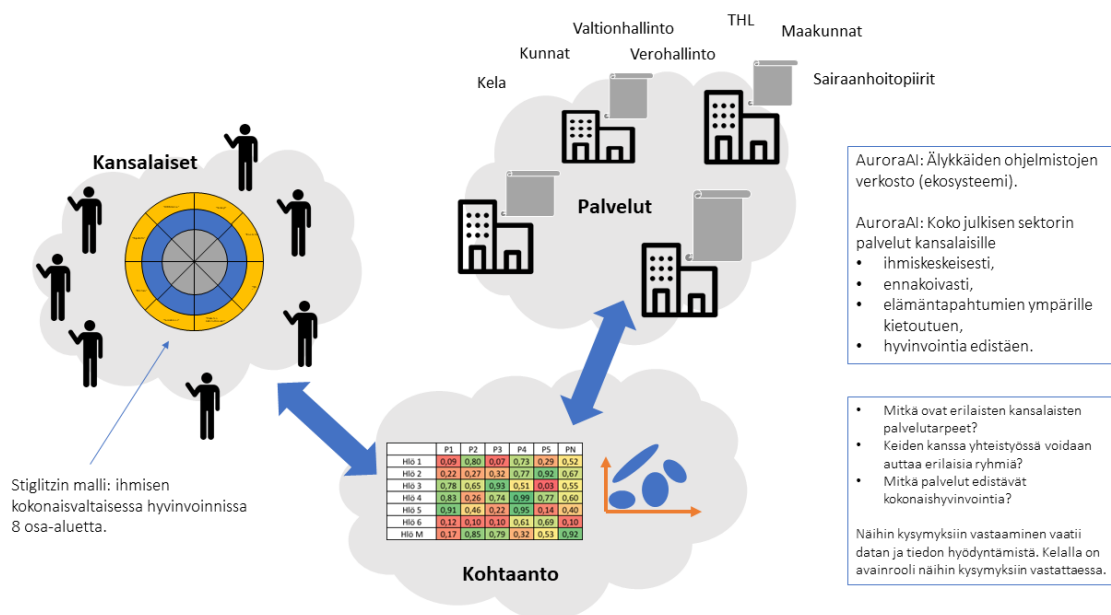 THL
Valtionhallinto
Maakunnat
Kunnat
Verohallinto
Kela
Sairaanhoitopiirit
Kansalaiset
Palvelut
AuroraAI: Älykkäiden ohjelmistojen
verkosto (ekosysteemi).
AuroraAI: Koko julkisen sektorin
palvelut kansalaisille
• ihmiskeskeisesti,
• ennakoivasti,
• elämäntapahtumien ympärille
kietoutuen,
• hyvinvointia edistäen.
• Mitkä ovat erilaisten kansalaisten
palvelutarpeet?
• Keiden kanssa yhteistyössä voidaan
auttaa erilaisia ryhmiä?
• Mitkä palvelut edistävät
kokonaishyvinvointia?
Näihin kysymyksiin vastaaminen vaatii
datan ja tiedon hyödyntämistä. Kelalla on
avainrooli näihin kysymyksiin vastattaessa.
Stiglitzin malli: ihmisen
kokonaisvaltaisessa hyvinvoinnissa
8 osa-aluetta.
P1 P2 P3 P4 P5 PN
Hlö 1 0,09 0,80 0,07 0,73 0,29 0,52
Hlö 2 0,22 0,27 0,32 0,77 0,92 0,67
Hlö 3 0,78 0,65 0,93 0,51 0,03 0,55
Hlö 4 0,83 0,26 0,74 0,99 0,77 0,60
Hlö 5 0,91 0,46 0,22 0,95 0,14 0,40
Hlö 6 0,12 0,10 0,10 0,61 0,69 0,10
Hlö M 0,17 0,85 0,79 0,32 0,53 0,92
Kohtaanto